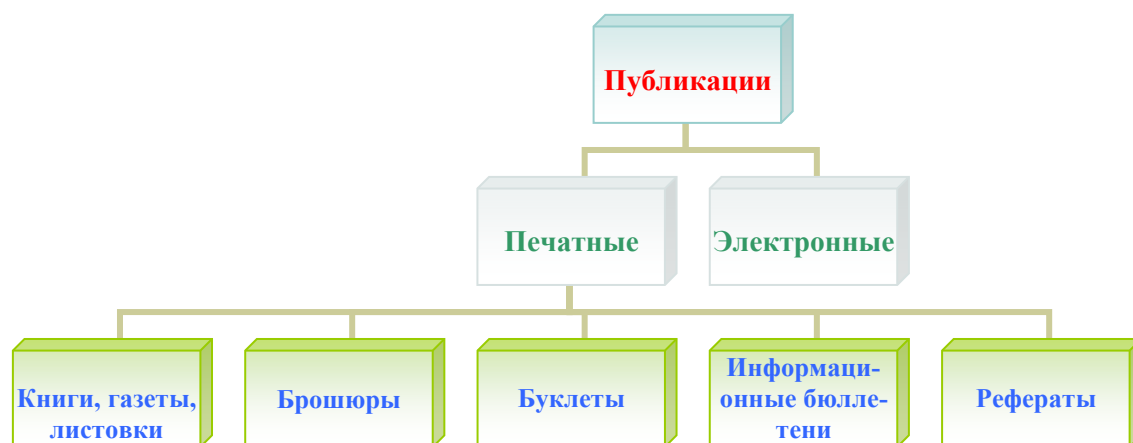 Публикации
Печатные
Электронные
Книги, газеты,
листовки
Брошюры
Буклеты
Информаци-
онные бюлле-
тени
Рефераты